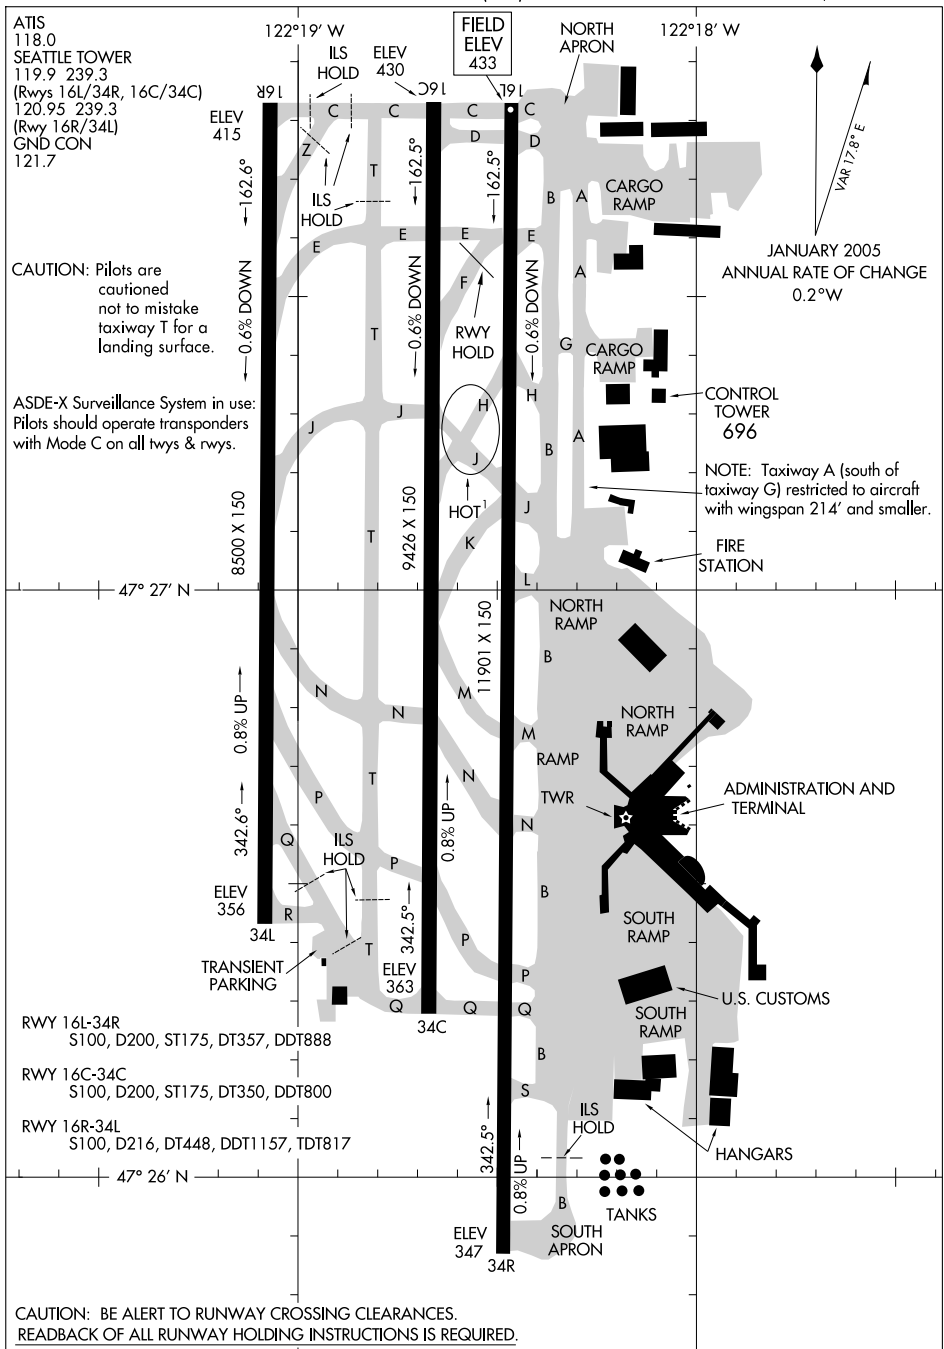 ATIS
118.0
SEATTLE TOWER
119.9 239.3
(Rwys 16L/34R, 16C/34C)
120.95 239.3
(Rwy 16R/34L)
GND CON
121.7
122°19' W
ILS
HOLD
ELEV
430
FIELD
ELEV
433
NORTH
APRON
122°18' W
16R
16C
16L
ELEV
415
C
C
C
C
D
D
Z
T
VAR 17.8° E
162.6°
162.5°
162.5°
ILS
HOLD
B
A
CARGO
RAMP
E
E
E
E
JANUARY 2005
ANNUAL RATE OF CHANGE
0.2°W
CAUTION: Pilots are
cautioned
not to mistake
taxiway T for a
landing surface.
F
A
0.6% DOWN
0.6% DOWN
0.6% DOWN
T
RWY
HOLD
G
CARGO
RAMP
ASDE-X Surveillance System in use:
Pilots should operate transponders
with Mode C on all twys & rwys.
H
H
CONTROL
TOWER
696
J
J
J
A
B
NOTE: Taxiway A (south of
taxiway G) restricted to aircraft
with wingspan 214' and smaller.
HOT1
J
8500 X 150
9426 X 150
T
K
FIRE
STATION
L
47° 27' N
NORTH
RAMP
11901 X 150
B
N
N
M
M
NORTH
RAMP
0.8% UP
RAMP
T
N
TWR
ADMINISTRATION AND
TERMINAL
P
N
342.6°
0.8% UP
Q
ILS
HOLD
P
B
ELEV
356
R
34L
342.5°
SOUTH
RAMP
T
P
TRANSIENT
PARKING
ELEV
363
P
U.S. CUSTOMS
Q
Q
Q
34C
SOUTH
RAMP
RWY 16L-34R
S100, D200, ST175, DT357, DDT888
B
RWY 16C-34C
S100, D200, ST175, DT350, DDT800
S
RWY 16R-34L
S100, D216, DT448, DDT1157, TDT817
342.5°
0.8% UP
ILS
HOLD
HANGARS
47° 26' N
B
TANKS
ELEV
347
34R
SOUTH
APRON
CAUTION: BE ALERT TO RUNWAY CROSSING CLEARANCES.
READBACK OF ALL RUNWAY HOLDING INSTRUCTIONS IS REQUIRED.